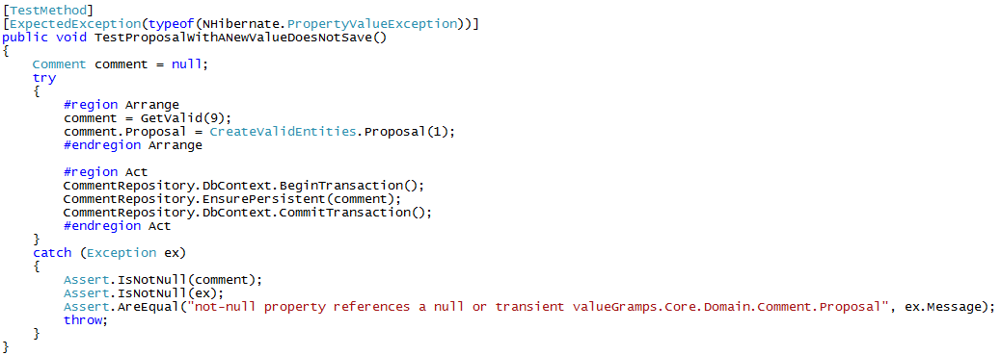 [TestMethod]
[ExpectedException(typeof(NHibernate.PropertyValueException))]
public void TestProposalWithANewValueDoesNotSave()
{
    Comment comment = null;
    try
    {
        #region Arrange
        comment = GetValid(9);
        comment.Proposal = CreateValidEntities.Proposal(1);
        #endregion Arrange

        #region Act
        CommentRepository.DbContext.BeginTransaction();
        CommentRepository.EnsurePersistent(comment);
        CommentRepository.DbContext.CommitTransaction();
        #endregion Act
    }
    catch (Exception ex)
    {
        Assert.IsNotNull(comment);
        Assert.IsNotNull(ex);
        Assert.AreEqual("not-null property references a null or transient valueGramps.Core.Domain.Comment.Proposal", ex.Message);
        throw;
    }
}